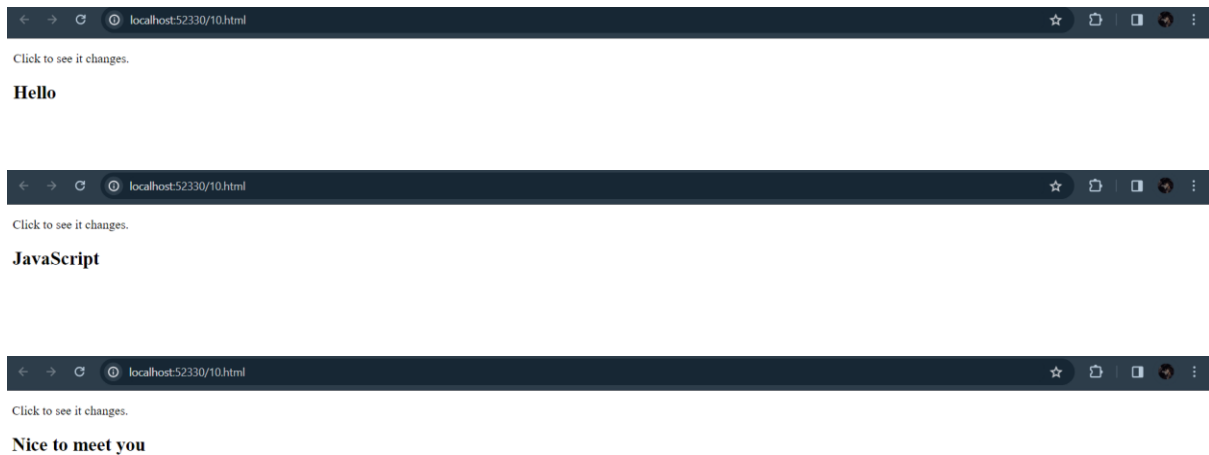 localhost:52330/10.html
Click to see it changes.
Hello
localhost:52330/10.html
Click to see it changes.
JavaScript
localhost:52330/10.html
Click to see it changes.
Nice to meet you